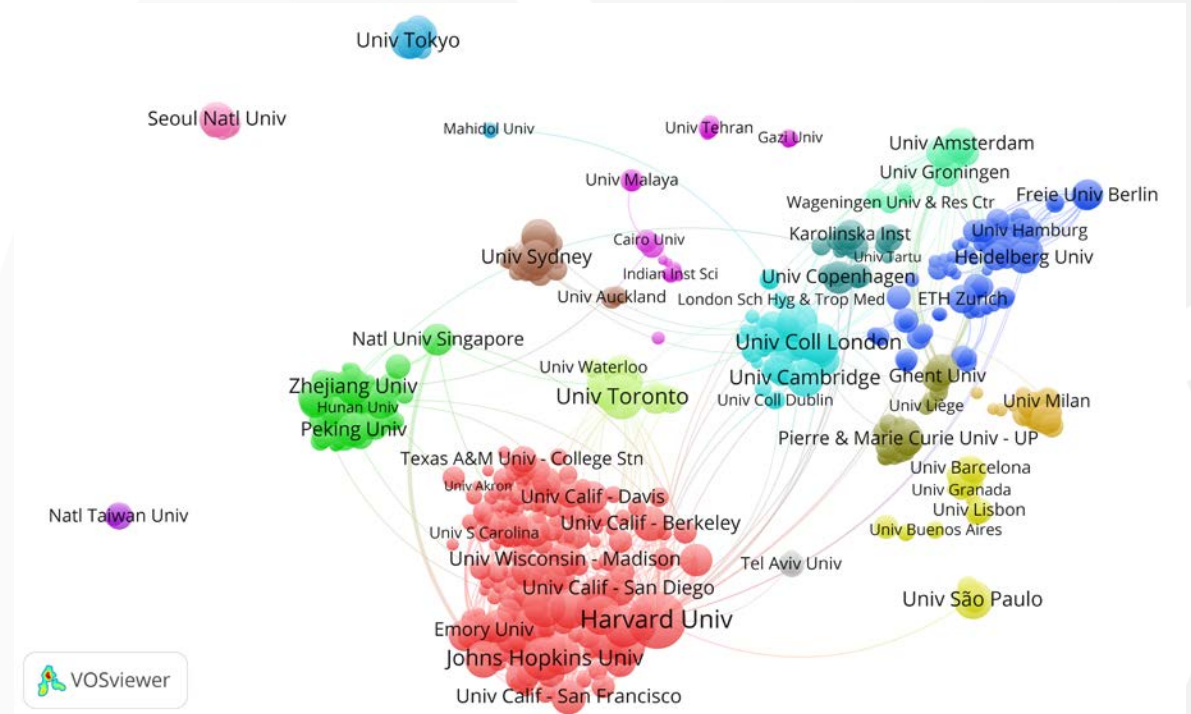 Univ Tokyo
Seoul Natl Univ
Mahidol Univ
Univ Tehran
Gazi Univ
Univ Amsterdam
Univ Groningen
Univ Malaya
Freie Univ Berlin
Wageningen Univ & Res Ctr
Univ Hamburg
Karolinska Inst
Cairo Univ
Univ Sydney
Univ Tartu
Heidelberg Univ
Indian Inst Sci
Univ Copenhagen
Univ Auckland
London Sch Hyg & Trop Med
ETH Zurich
Natl Univ Singapore
Univ Coll London
Univ Waterloo
Zhejiang Univ
Univ Cambridge
Ghent Univ
Univ Toronto
Univ Coll Dublin
Hunan Univ
Univ Liège
Univ Milan
Peking Univ
Pierre & Marie Curie Univ - UP
Texas A&M Univ - College Stn
Univ Barcelona
Univ Akron
Univ Calif - Davis
Univ Granada
Univ Lisbon
Natl Taiwan Univ
Univ Calif - Berkeley
Univ S Carolina
Univ Buenos Aires
Univ Wisconsin - Madison
Tel Aviv Univ
Univ Calif - San Diego
Univ São Paulo
Harvard Univ
Emory Univ
Johns Hopkins Univ
VOSviewer
Univ Calif - San Francisco